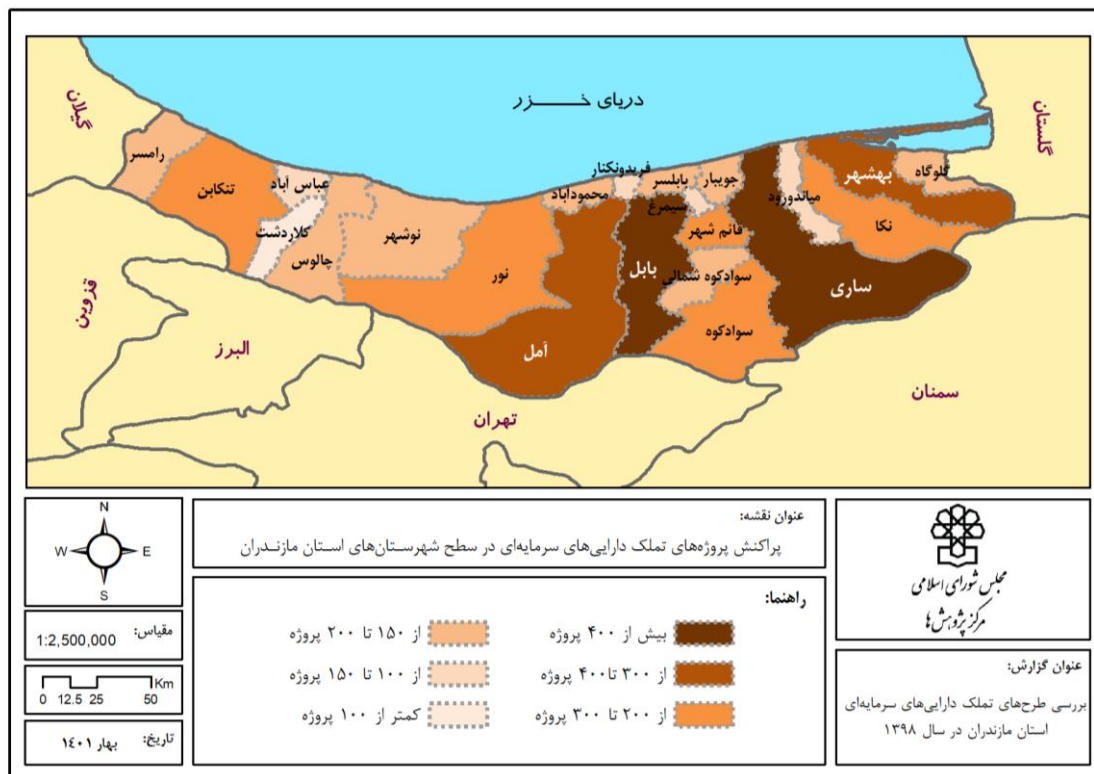 دریای خـــزر
گیلان
گلستان
رامسر
تنکابن
عباس آباد
کلاردشت
چالوس
نوشهر
نور
محمودآباد
آمل
فریدونکنار
بابلسر
سیمرغ
بابل
جویبار
قائم شهر
سوادکوه شمالی
سوادکوه
ساری
میاندورود
بهشهر
نکا
گلوگاه
قزوین
البرز
تهران
سمنان
N
W
E
S
مقیاس:
1:2,500,000
Km
0 12.5 25 50
تاریخ: بهار ۱٤۰۱
عنوان نقشه:
پراکنش پروژه‌های تملک دارایی‌های سرمایه‌ای در سطح شهرستان‌های استان مازندران
راهنما:
بیش از ۴۰۰ پروژه
از ۳۰۰ تا۴۰۰ پروژه
از ۲۰۰ تا ۳۰۰ پروژه
از ۱۵۰ تا ۲۰۰ پروژه
از ۱۰۰ تا ۱۵۰ پروژه
کمتر از ۱۰۰ پروژه
مجلس شورای اسلامی
مرکز پژوهش‌ها
عنوان گزارش:
بررسی طرح‌های تملک دارایی‌های سرمایه‌ای
استان مازندران در سال ۱۳۹۸